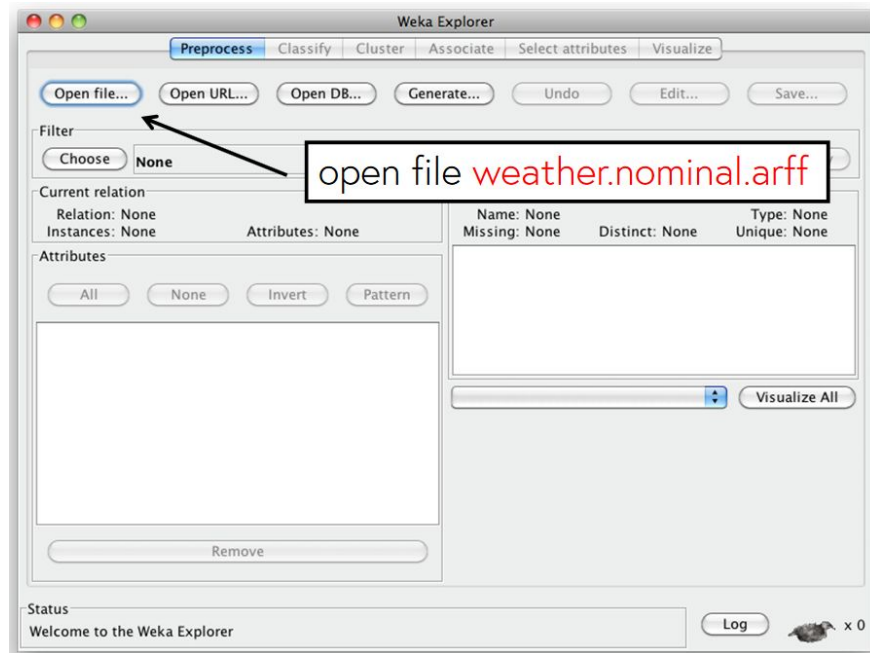 Weka Explorer
Preprocess Classify Cluster Associate Select attributes Visualize
Open file... Open URL... Open DB... Generate... Undo Edit... Save...
Filter
Choose None
open file weather.nominal.arff
Current relation
Relation: None
Instances: None Attributes: None
Name: None Type: None
Missing: None Distinct: None Unique: None
Attributes
All None Invert Pattern
Visualize All
Remove
Status
Welcome to the Weka Explorer
Log x 0